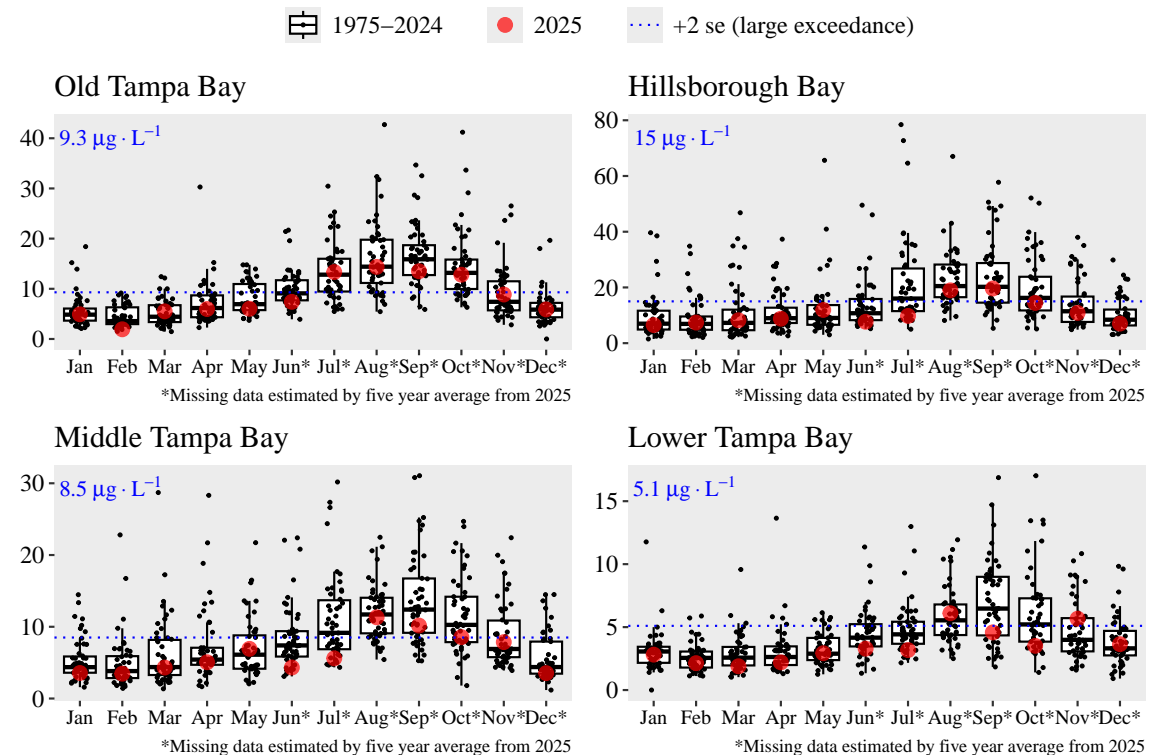 1975−2024 2025 +2 se (large exceedance)
Old Tampa Bay
9.3 μg ⋅ L−1
40
30
20
10
0
Jan Feb Mar Apr May Jun* Jul* Aug* Sep* Oct* Nov* Dec*
*Missing data estimated by five year average from 2025
Hillsborough Bay
15 μg ⋅ L−1
80
60
40
20
0
Jan Feb Mar Apr May Jun* Jul* Aug* Sep* Oct* Nov* Dec*
*Missing data estimated by five year average from 2025
Middle Tampa Bay
8.5 μg ⋅ L−1
30
20
10
0
Jan Feb Mar Apr May Jun* Jul* Aug* Sep* Oct* Nov* Dec*
*Missing data estimated by five year average from 2025
Lower Tampa Bay
5.1 μg ⋅ L−1
15
10
5
0
Jan Feb Mar Apr May Jun* Jul* Aug* Sep* Oct* Nov* Dec*
*Missing data estimated by five year average from 2025